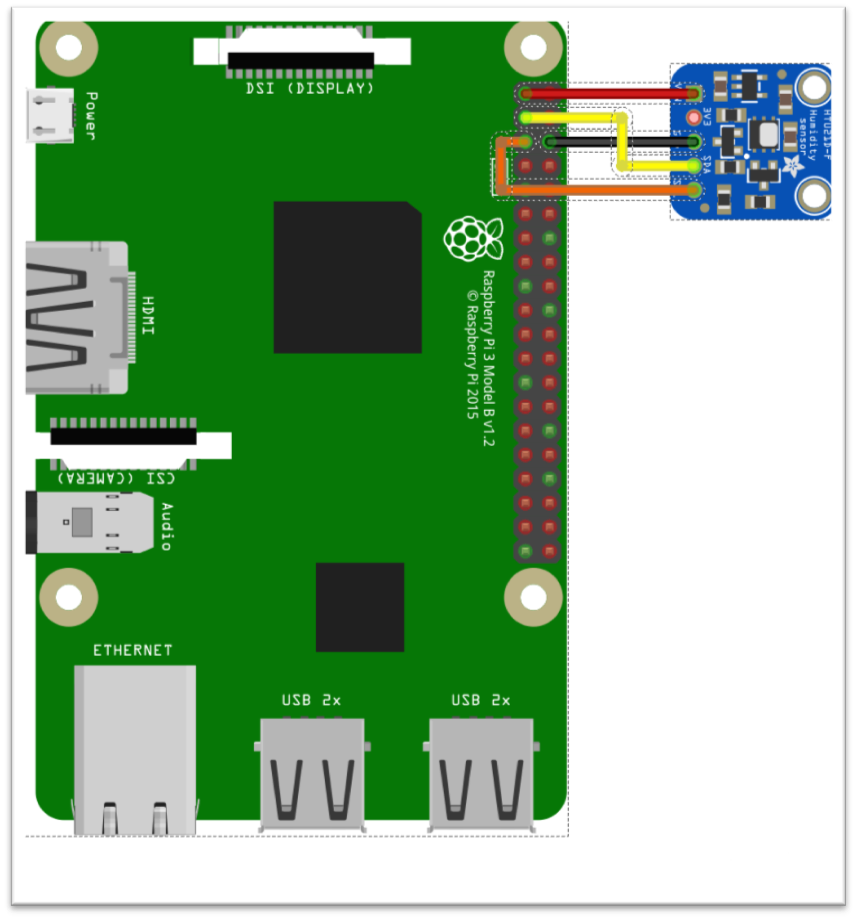 DSI (DISPLAY)
Power
3V3
SDA
HTU21D-F
Humidity
sensor
HDMI
Raspberry Pi 3 Model B v1.2
© Raspberry Pi 2015
CSI (CAMERA)
Audio
ETHERNET
USB 2x
USB 2x